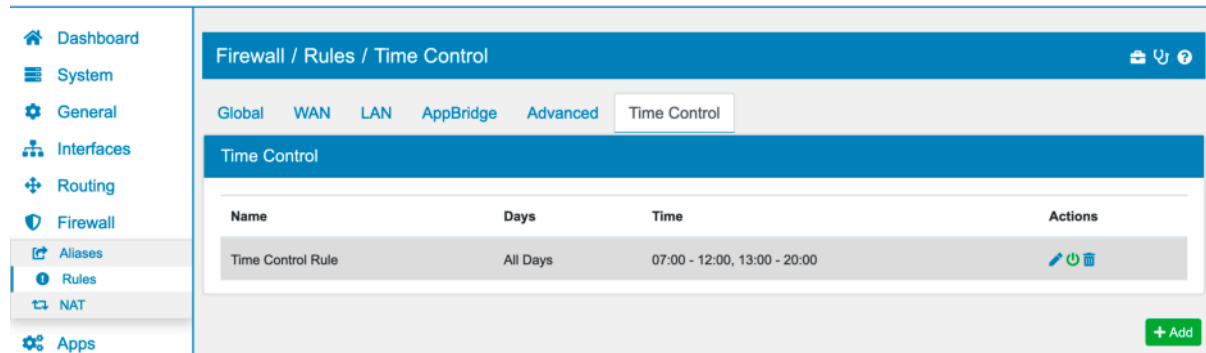 Dashboard
System
General
Interfaces
Routing
Firewall
Aliases
Rules
NAT
Apps
Firewall / Rules / Time Control
Global WAN LAN AppBridge Advanced Time Control
Time Control
Name Days Time Actions
Time Control Rule All Days 07:00 - 12:00, 13:00 - 20:00
+ Add